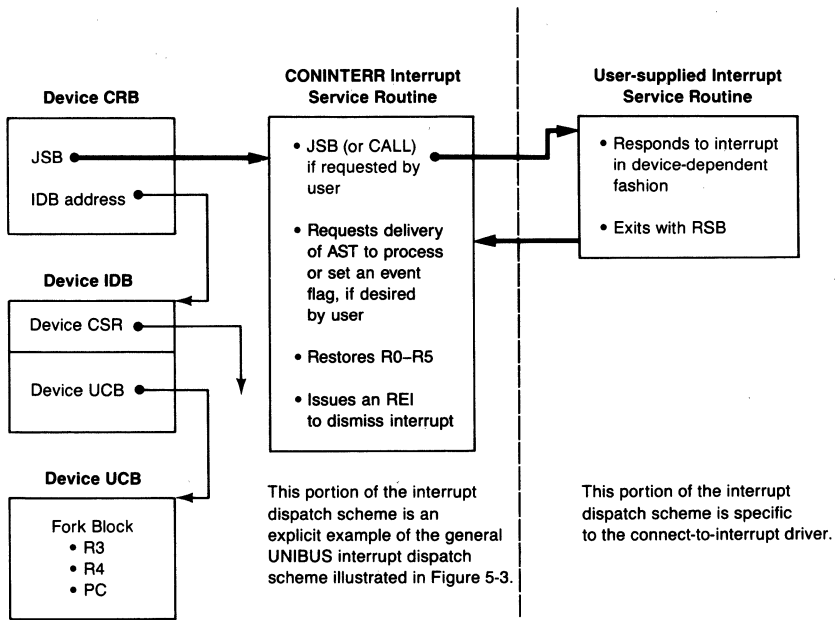 Device CRB
JSB
IDB address
Device IDB
Device CSR
Device UCB
Device UCB
Fork Block
• R3
• R4
• PC
CONINTERR Interrupt
Service Routine
• JSB (or CALL)
if requested by
user
• Requests delivery
of AST to process
or set an event
flag, if desired
by user
• Restores R0–R5
• Issues an REI
to dismiss interrupt
This portion of the interrupt
dispatch scheme is an
explicit example of the general
UNIBUS interrupt dispatch
scheme illustrated in Figure 5-3.
User-supplied Interrupt
Service Routine
• Responds to interrupt
in device-dependent
fashion
• Exits with RSB
This portion of the interrupt
dispatch scheme is specific
to the connect-to-interrupt driver.